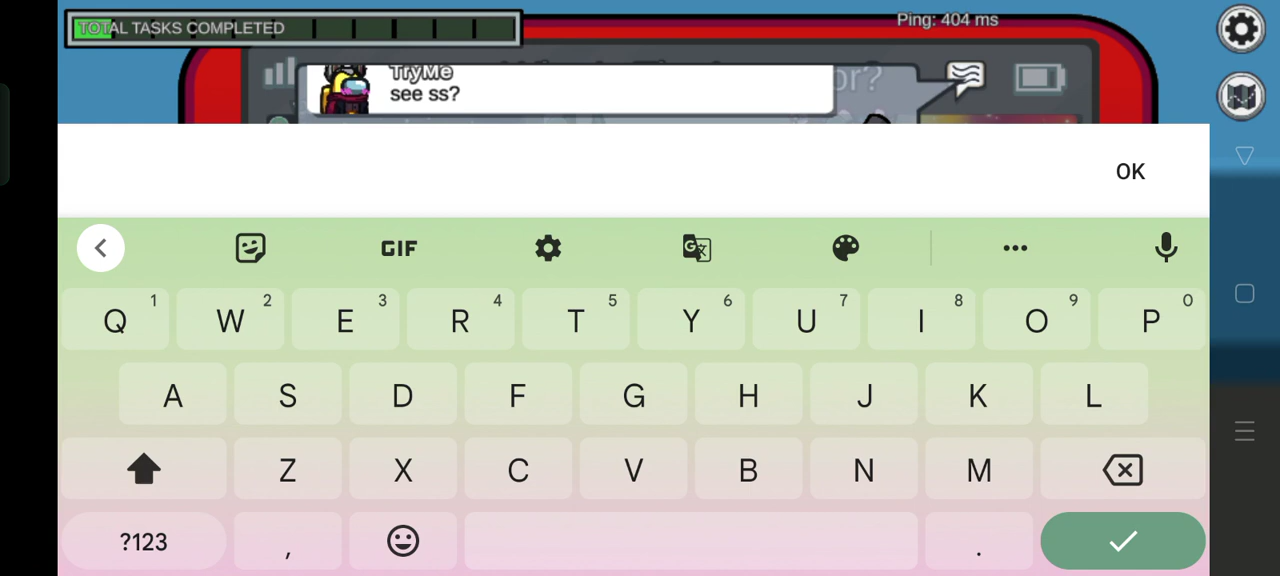 TOTAL TASKS COMPLETED
Ping: 404 ms
or?
TryMe
see ss?
OK
GIF
1 2 3 4 5 6 7 8 9 0
Q W E R T Y U I O P
A S D F G H J K L
Z X C V B N M
?123 , .